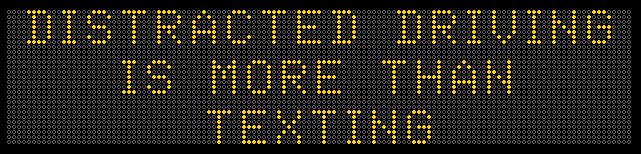 DISTRACTED DRIVING
IS MORE THAN
TEXTING